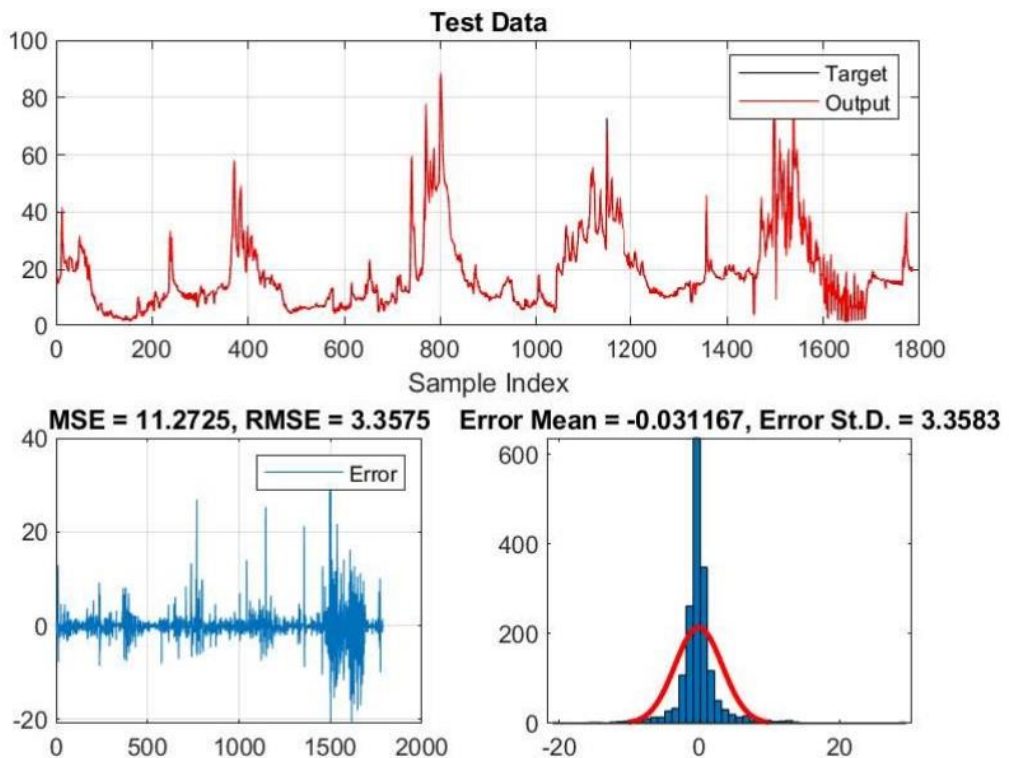 Test Data
100
80
60
40
20
0
Target
Output
0 200 400 600 800 1000 1200 1400 1600 1800
Sample Index
MSE = 11.2725, RMSE = 3.3575
40
20
0
-20
Error
0 500 1000 1500 2000
Error Mean = -0.031167, Error St.D. = 3.3583
600
400
200
0
-20 0 20